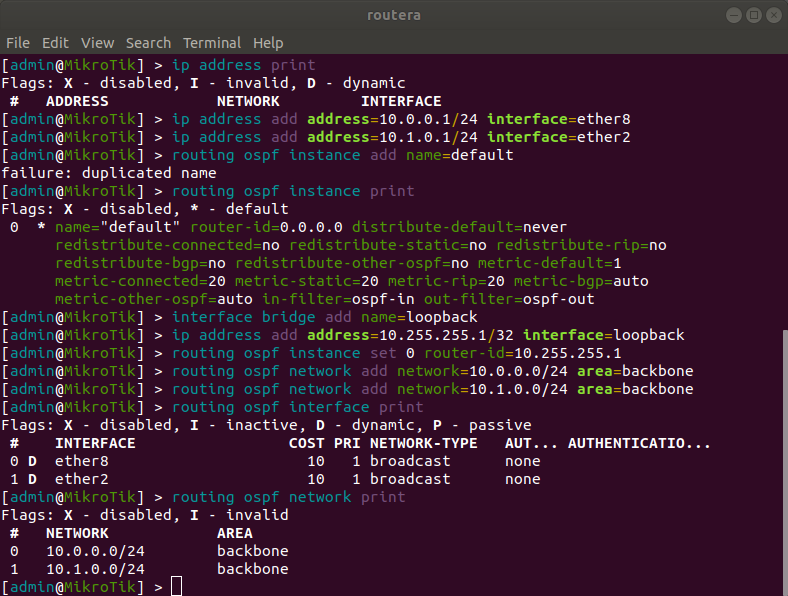 routera
File Edit View Search Terminal Help
[admin@MikroTik] > ip address print
Flags: X - disabled, I - invalid, D - dynamic
 #   ADDRESS            NETWORK         INTERFACE
[admin@MikroTik] > ip address add address=10.0.0.1/24 interface=ether8
[admin@MikroTik] > ip address add address=10.1.0.1/24 interface=ether2
[admin@MikroTik] > routing ospf instance add name=default
failure: duplicated name
[admin@MikroTik] > routing ospf instance print
Flags: X - disabled, * - default
 0  * name="default" router-id=0.0.0.0 distribute-default=never
      redistribute-connected=no redistribute-static=no redistribute-rip=no
      redistribute-bgp=no redistribute-other-ospf=no metric-default=1
      metric-connected=20 metric-static=20 metric-rip=20 metric-bgp=auto
      metric-other-ospf=auto in-filter=ospf-in out-filter=ospf-out
[admin@MikroTik] > interface bridge add name=loopback
[admin@MikroTik] > ip address add address=10.255.255.1/32 interface=loopback
[admin@MikroTik] > routing ospf instance set 0 router-id=10.255.255.1
[admin@MikroTik] > routing ospf network add network=10.0.0.0/24 area=backbone
[admin@MikroTik] > routing ospf network add network=10.1.0.0/24 area=backbone
[admin@MikroTik] > routing ospf interface print
Flags: X - disabled, I - inactive, D - dynamic, P - passive
 #    INTERFACE                 COST PRI NETWORK-TYPE   AUT... AUTHENTICATIO...
 0 D  ether8                      10   1 broadcast      none
 1 D  ether2                      10   1 broadcast      none
[admin@MikroTik] > routing ospf network print
Flags: X - disabled, I - invalid
 #   NETWORK            AREA
 0   10.0.0.0/24        backbone
 1   10.1.0.0/24        backbone
[admin@MikroTik] >